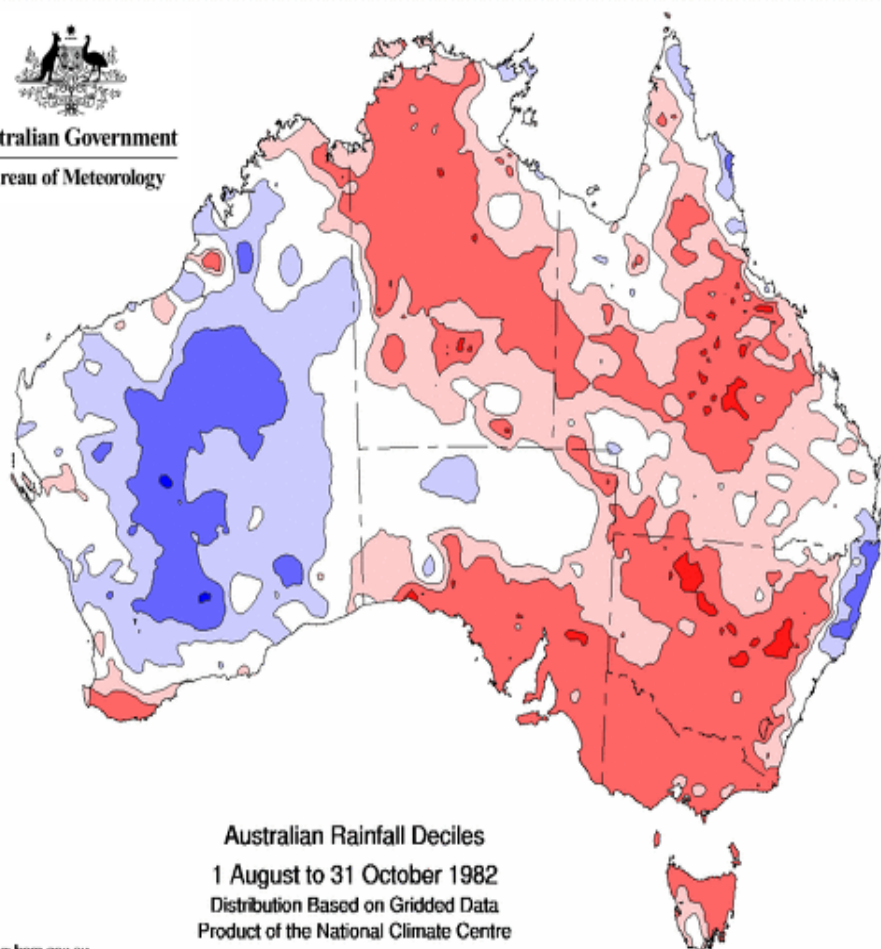 tralian Government
reau of Meteorology
Australian Rainfall Deciles
1 August to 31 October 1982
Distribution Based on Gridded Data
Product of the National Climate Centre